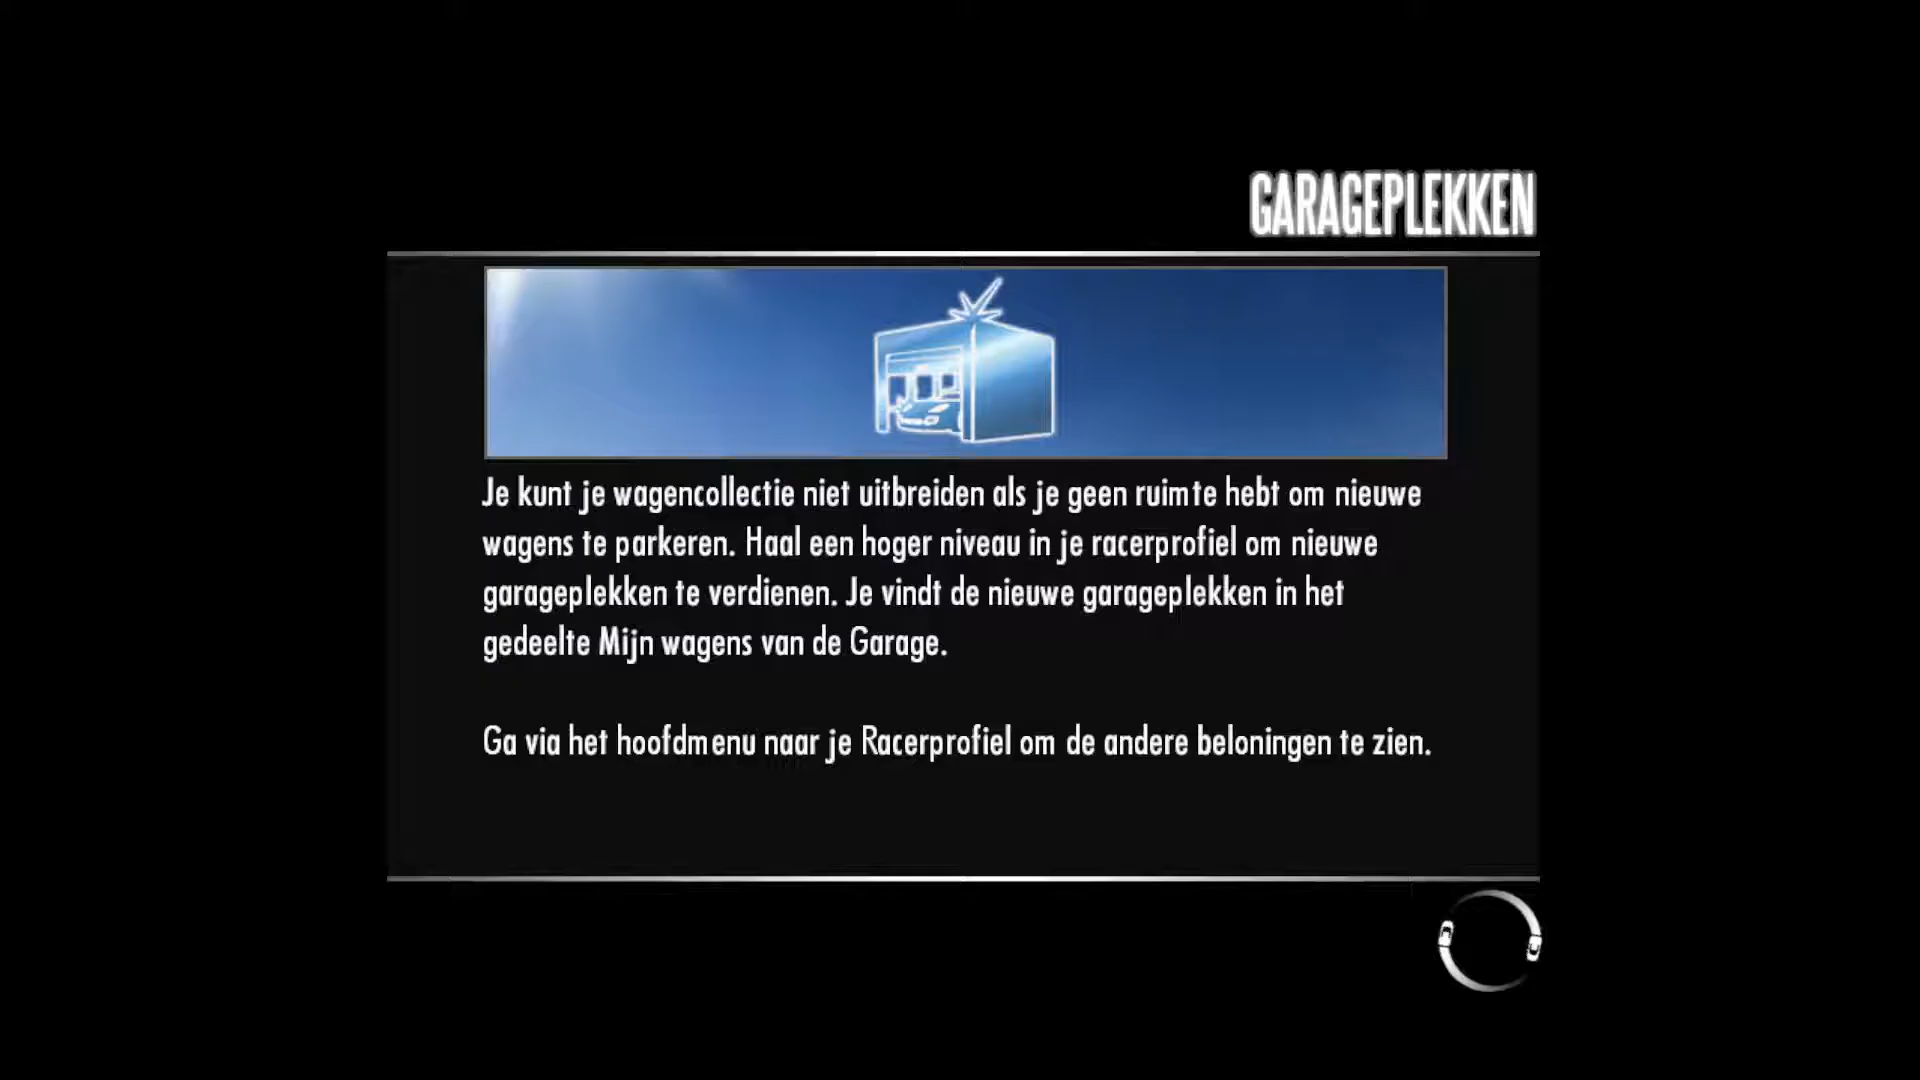 GARAGEPLEKKEN
Je kunt je wagencollectie niet uitbreiden als je geen ruimte hebt om nieuwe
wagens te parkeren. Haal een hoger niveau in je racerprofiel om nieuwe
garageplekken te verdienen. Je vindt de nieuwe garageplekken in het
gedeelte Mijn wagens van de Garage.
Ga via het hoofdmenu naar je Racerprofiel om de andere beloningen te zien.